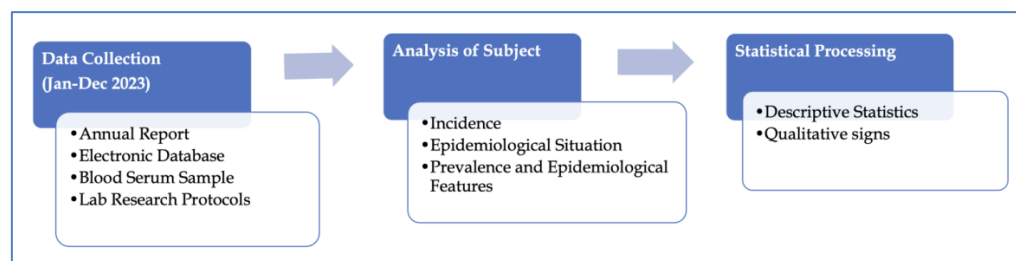 Data Collection
(Jan-Dec 2023)
•Annual Report
•Electronic Database
•Blood Serum Sample
•Lab Research Protocols
Analysis of Subject
•Incidence
•Epidemiological Situation
•Prevalence and Epidemiological
Features
Statistical Processing
•Descriptive Statistics
•Qualitative signs